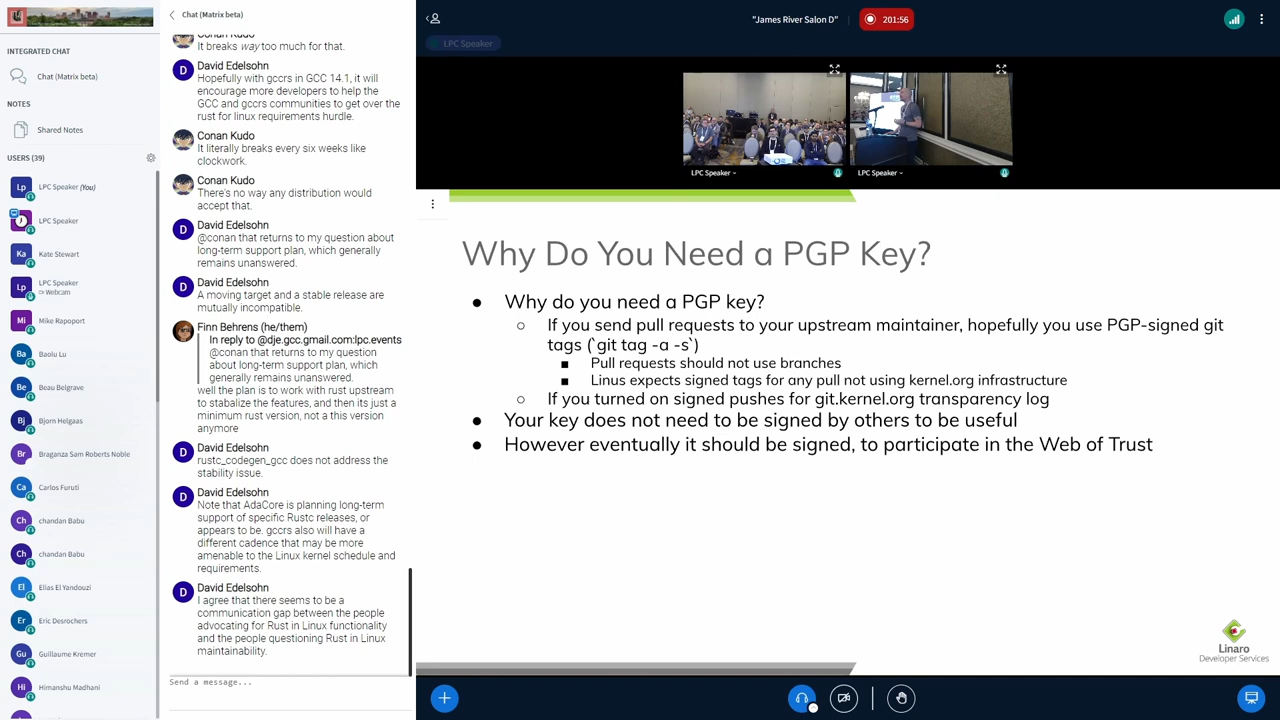 INTEGRATED CHAT
Chat (Matrix beta)
NOTES
Shared Notes
USERS (39)
Lp LPC Speaker (You)
LPC Speaker
Ka Kate Stewart
Lp LPC Speaker
Webcam
Mi Mike Rapoport
Ba Baolu Lu
Be Beau Belgrave
Bj Bjorn Helgaas
Br Braganza Sam Roberts Noble
Ca Carlos Furuti
Ch chandan Babu
Ch chandan Babu
El Elias El Yandouzi
Er Eric Desrochers
Gu Guillaume Kremer
Hi Himanshu Madhani
Chat (Matrix beta)
Conan Kudo
It breaks way too much for that.
D David Edelsohn
Hopefully with gccrs in GCC 14.1, it will
encourage more developers to help the
GCC and gccrs communities to get over the
rust for linux requirements hurdle.
Conan Kudo
It literally breaks every six weeks like
clockwork.
Conan Kudo
There's no way any distribution would
accept that.
D David Edelsohn
@conan that returns to my question about
long-term support plan, which generally
remains unanswered.
D David Edelsohn
A moving target and a stable release are
mutually incompatible.
Finn Behrens (he/them)
In reply to @dje.gcc.gmail.com:lpc.events
@conan that returns to my question
about long-term support plan, which
generally remains unanswered.
well the plan is to work with rust upstream
to stabalize the features, and then its just a
minimum rust version, not a this version
anymore
D David Edelsohn
rustc_codegen_gcc does not address the
stability issue.
D David Edelsohn
Note that AdaCore is planning long-term
support of specific Rustc releases, or
appears to be. gccrs also will have a
different cadence that may be more
amenable to the Linux kernel schedule and
requirements.
D David Edelsohn
I agree that there seems to be a
communication gap between the people
advocating for Rust in Linux functionality
and the people questioning Rust in Linux
maintainability.
Send a message...
"James River Salon D"
201:56
LPC Speaker
LPC Speaker
LPC Speaker
Why Do You Need a PGP Key?
● Why do you need a PGP key?
○ If you send pull requests to your upstream maintainer, hopefully you use PGP-signed git
tags (`git tag -a -s`)
■ Pull requests should not use branches
■ Linus expects signed tags for any pull not using kernel.org infrastructure
○ If you turned on signed pushes for git.kernel.org transparency log
● Your key does not need to be signed by others to be useful
● However eventually it should be signed, to participate in the Web of Trust
Linaro
Developer Services